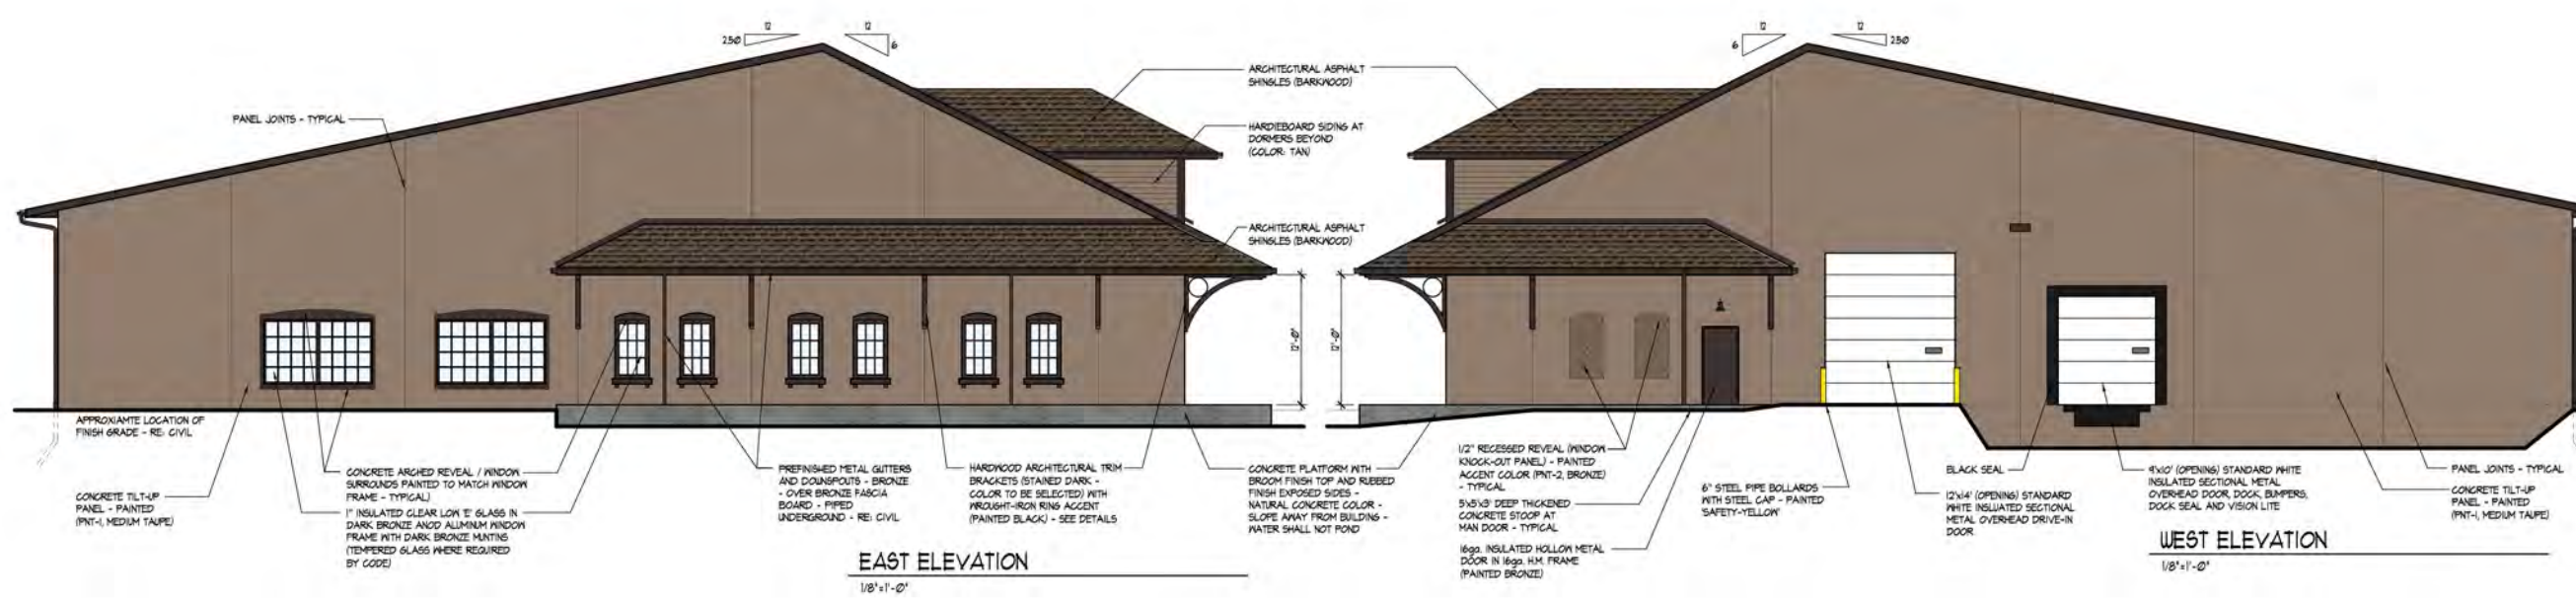 12
2.50
12
6
PANEL JOINTS - TYPICAL
ARCHITECTURAL ASPHALT
SHINGLES (BARKWOOD)
HARDIEBOARD SIDING AT
DORMERS BEYOND
(COLOR: TAN)
ARCHITECTURAL ASPHALT
SHINGLES (BARKWOOD)
12'-0"
APPROXIAMTE LOCATION OF
FINISH GRADE - RE: CIVIL
CONCRETE TILT-UP
PANEL - PAINTED
(PNT-1, MEDIUM TAUPE)
CONCRETE ARCHED REVEAL / WINDOW
SURROUNDS PAINTED TO MATCH WINDOW
FRAME - TYPICAL)
1" INSULATED CLEAR LOW 'E' GLASS IN
DARK BRONZE ANOD ALUMINUM WINDOW
FRAME WITH DARK BRONZE MUNTINS
(TEMPERED GLASS WHERE REQUIRED
BY CODE)
PREFINISHED METAL GUTTERS
AND DOWNSPOUTS - BRONZE
- OVER BRONZE FASCIA
BOARD - PIPED
UNDERGROUND - RE: CIVIL
HARDWOOD ARCHITECTURAL TRIM
BRACKETS (STAINED DARK -
COLOR TO BE SELECTED) WITH
WROUGHT-IRON RING ACCENT
(PAINTED BLACK) - SEE DETAILS
CONCRETE PLATFORM WITH
BROOM FINISH TOP AND RUBBED
FINISH EXPOSED SIDES -
NATURAL CONCRETE COLOR -
SLOPE AWAY FROM BUILDING -
WATER SHALL NOT POND
EAST ELEVATION
1/8"=1'-0"
12
6
12
2.50
12'-0"
1/2" RECESSED REVEAL (WINDOW
KNOCK-OUT PANEL) - PAINTED
ACCENT COLOR (PNT-2, BRONZE)
- TYPICAL
5'x5'x3' DEEP THICKENED
CONCRETE STOOP AT
MAN DOOR - TYPICAL
16ga. INSULATED HOLLOW METAL
DOOR IN 16ga. H.M. FRAME
(PAINTED BRONZE)
6" STEEL PIPE BOLLARDS
WITH STEEL CAP - PAINTED
'SAFETY-YELLOW'
12'x14' (OPENING) STANDARD
WHITE INSLUATED SECTIONAL
METAL OVERHEAD DRIVE-IN
DOOR
BLACK SEAL
9'x10' (OPENING) STANDARD WHITE
INSULATED SECTIONAL METAL
OVERHEAD DOOR, DOCK, BUMPERS,
DOCK SEAL AND VISION LITE
PANEL JOINTS - TYPICAL
CONCRETE TILT-UP
PANEL - PAINTED
(PNT-1, MEDIUM TAUPE)
WEST ELEVATION
1/8"=1'-0"